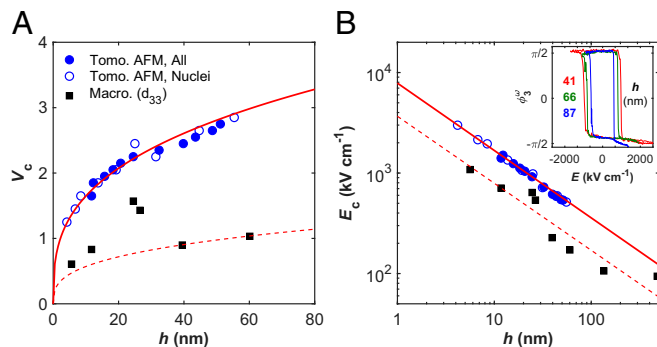 A
4
3
2
1
0
V_c
Tomo. AFM, All
Tomo. AFM, Nuclei
Macro. (d_33)
0 20 40 60 80
h (nm)
B
10^4
10^3
10^2
E_c (kV cm^-1)
1 10 100
h (nm)
π/2
0
-π/2
ϕ_3^ω
41
66
87
h
(nm)
-2000 0 2000
E (kV cm^-1)